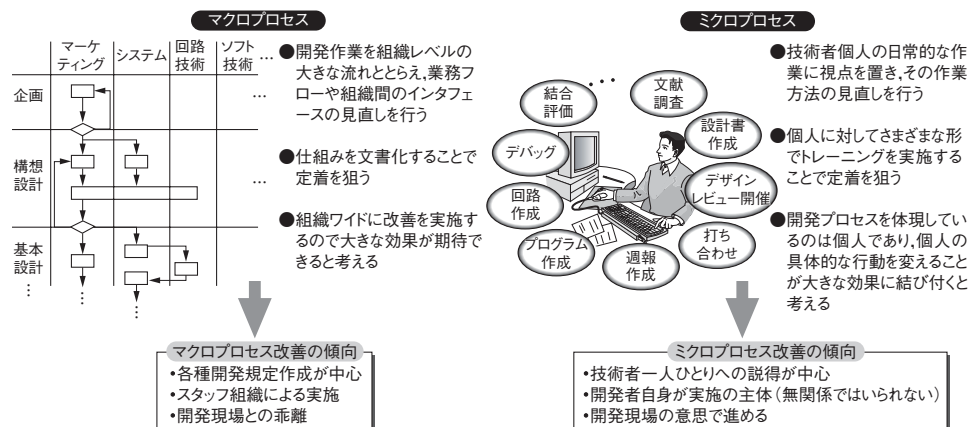 マクロプロセス
マーケ
ティング
システム
回路
技術
ソフト
技術
…
企画
…
構想
設計
…
基本
設計
…
…
…
●開発作業を組織レベルの
大きな流れととらえ,業務フ
ローや組織間のインタフェ
ースの見直しを行う
●仕組みを文書化することで
定着を狙う
●組織ワイドに改善を実施す
るので大きな効果が期待で
きると考える
マクロプロセス改善の傾向
・各種開発規定作成が中心
・スタッフ組織による実施
・開発現場との乖離
ミクロプロセス
…
結合
評価
文献
調査
デバッグ
設計書
作成
回路
作成
デザイン
レビュー開催
プログラム
作成
週報
作成
打ち
合わせ
●技術者個人の日常的な作
業に視点を置き,その作業
方法の見直しを行う
●個人に対してさまざまな形
でトレーニングを実施する
ことで定着を狙う
●開発プロセスを体現してい
るのは個人であり,個人の
具体的な行動を変えること
が大きな効果に結び付くと
考える
ミクロプロセス改善の傾向
・技術者一人ひとりへの説得が中心
・開発者自身が実施の主体(無関係ではいられない)
・開発現場の意思で進める